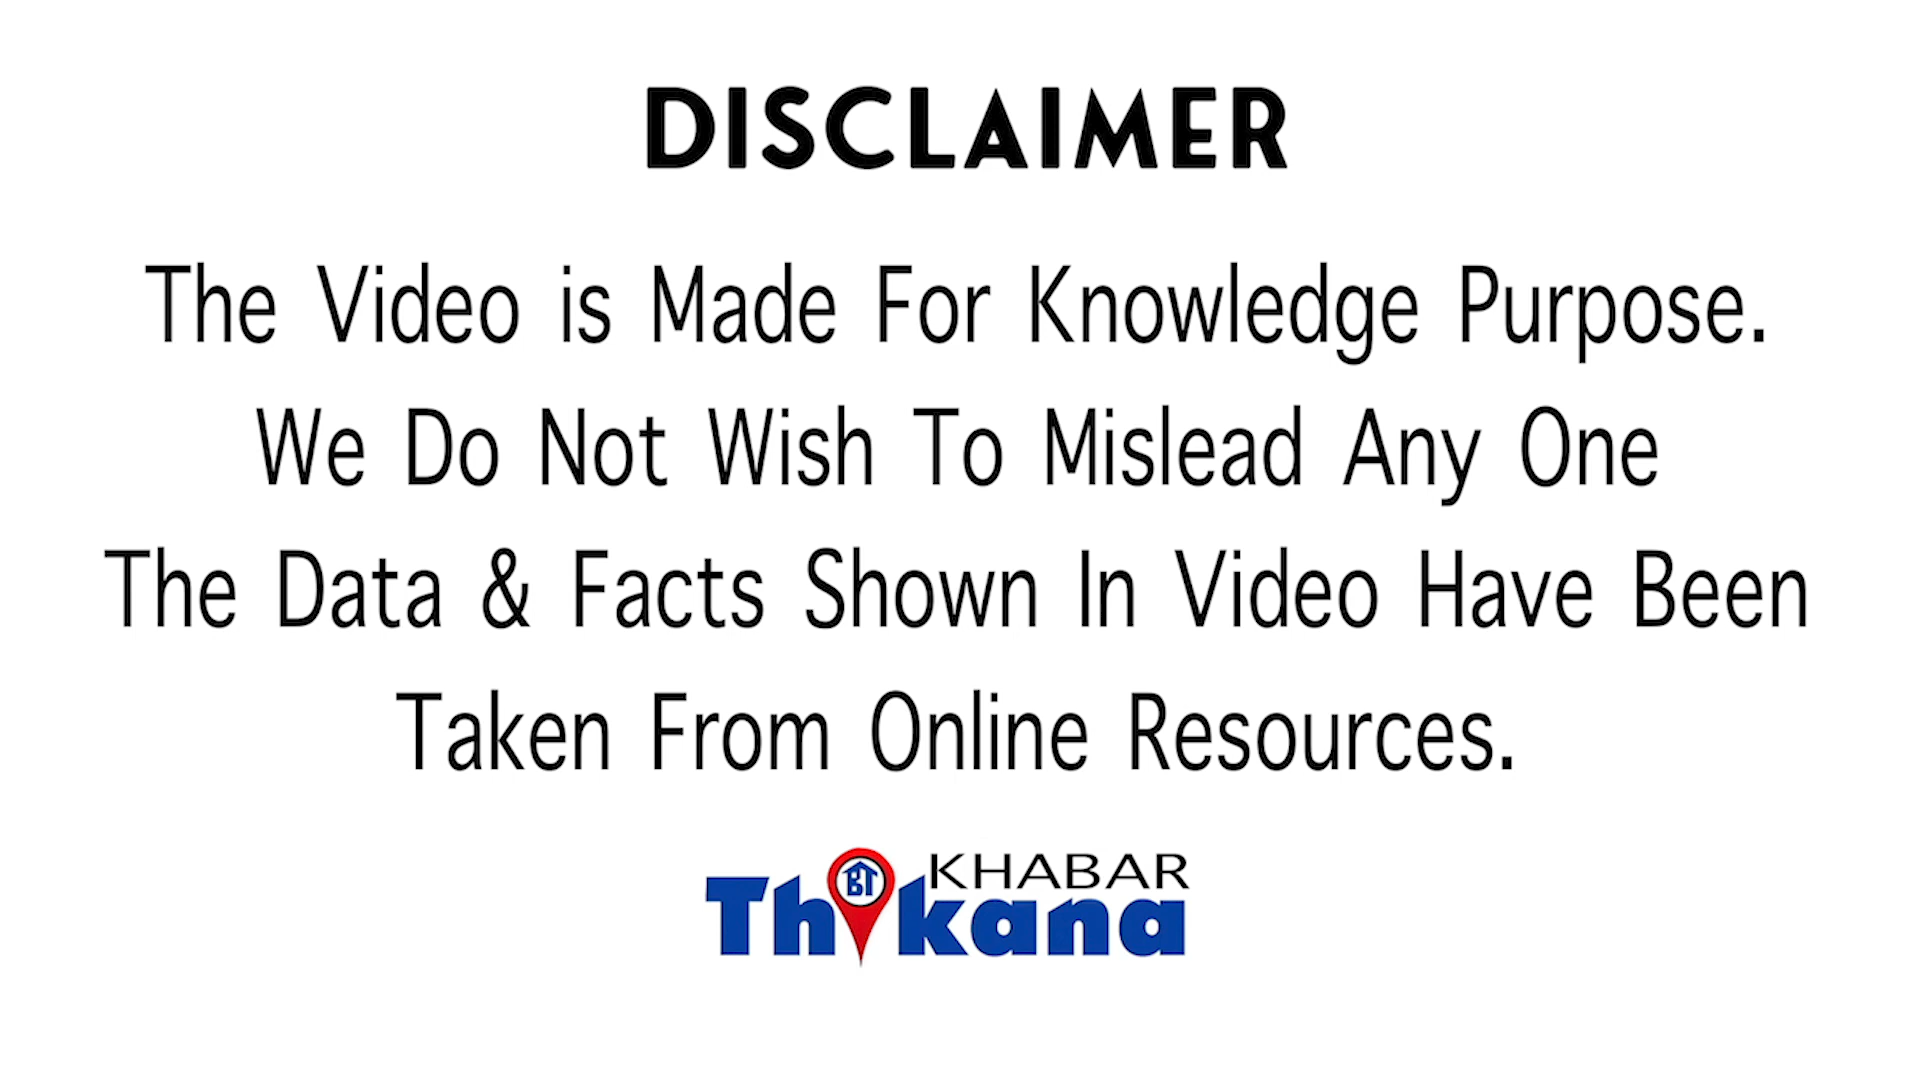 DISCLAIMER
The Video is Made For Knowledge Purpose.
We Do Not Wish To Mislead Any One
The Data & Facts Shown In Video Have Been
Taken From Online Resources.
KHABAR
BT
Thikana